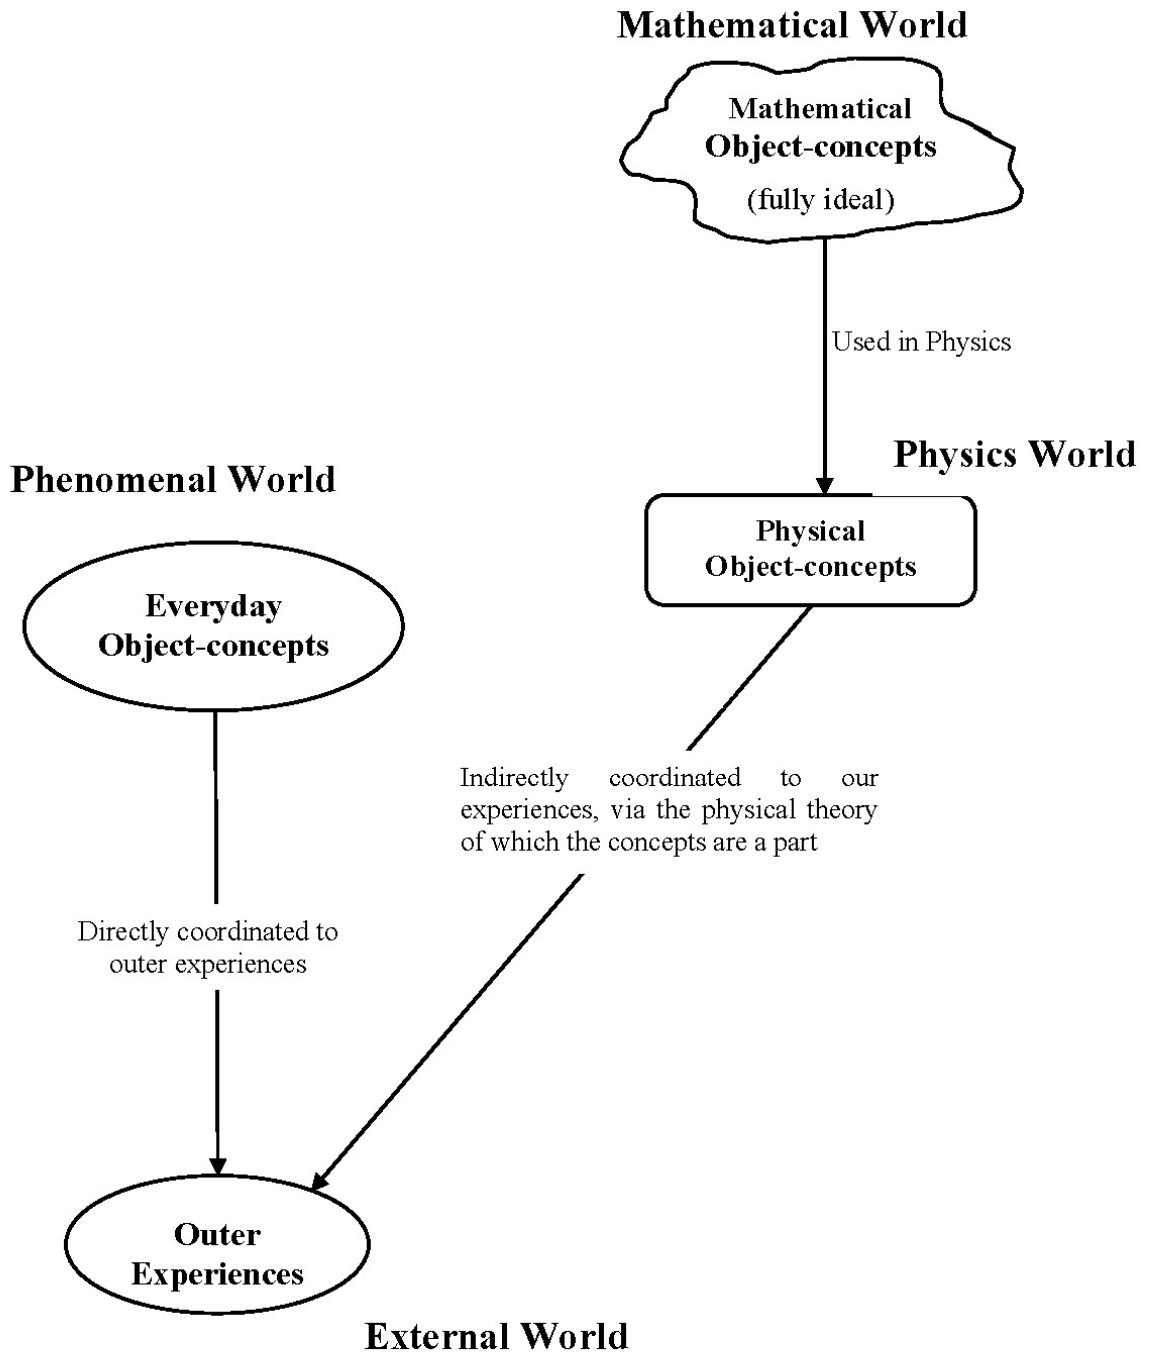 Mathematical World
Mathematical
Object-concepts
(fully ideal)
Used in Physics
Physics World
Physical
Object-concepts
Phenomenal World
Everyday
Object-concepts
Indirectly coordinated to our
experiences, via the physical theory
of which the concepts are a part
Directly coordinated to
outer experiences
Outer
Experiences
External World